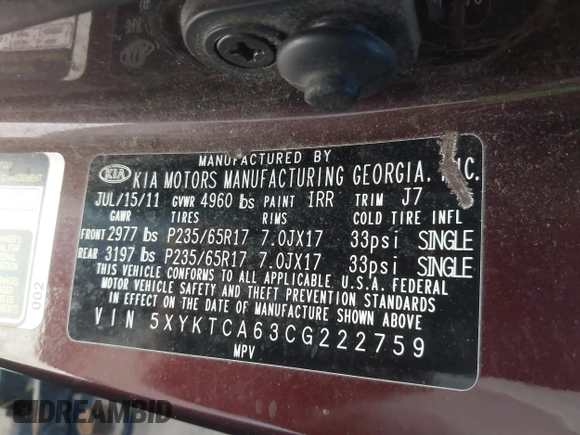 MANUFACTURED BY
KIA KIA MOTORS MANUFACTURING GEORGIA, INC.
JUL/15/11 GVWR 4960 lbs PAINT IRR TRIM J7
GAWR TIRES RIMS COLD TIRE INFL
FRONT 2977 lbs P235/65R17 7.0JX17 33psi SINGLE
REAR 3197 lbs P235/65R17 7.0JX17 33psi SINGLE
THIS VEHICLE CONFORMS TO ALL APPLICABLE U.S.A. FEDERAL
MOTOR VEHICLE SAFETY AND THEFT PREVENTION STANDARDS
IN EFFECT ON THE DATE OF MANUFACTURE SHOWN ABOVE
VIN 5XYKTCA63CG222759
MPV
002
DREAMBID